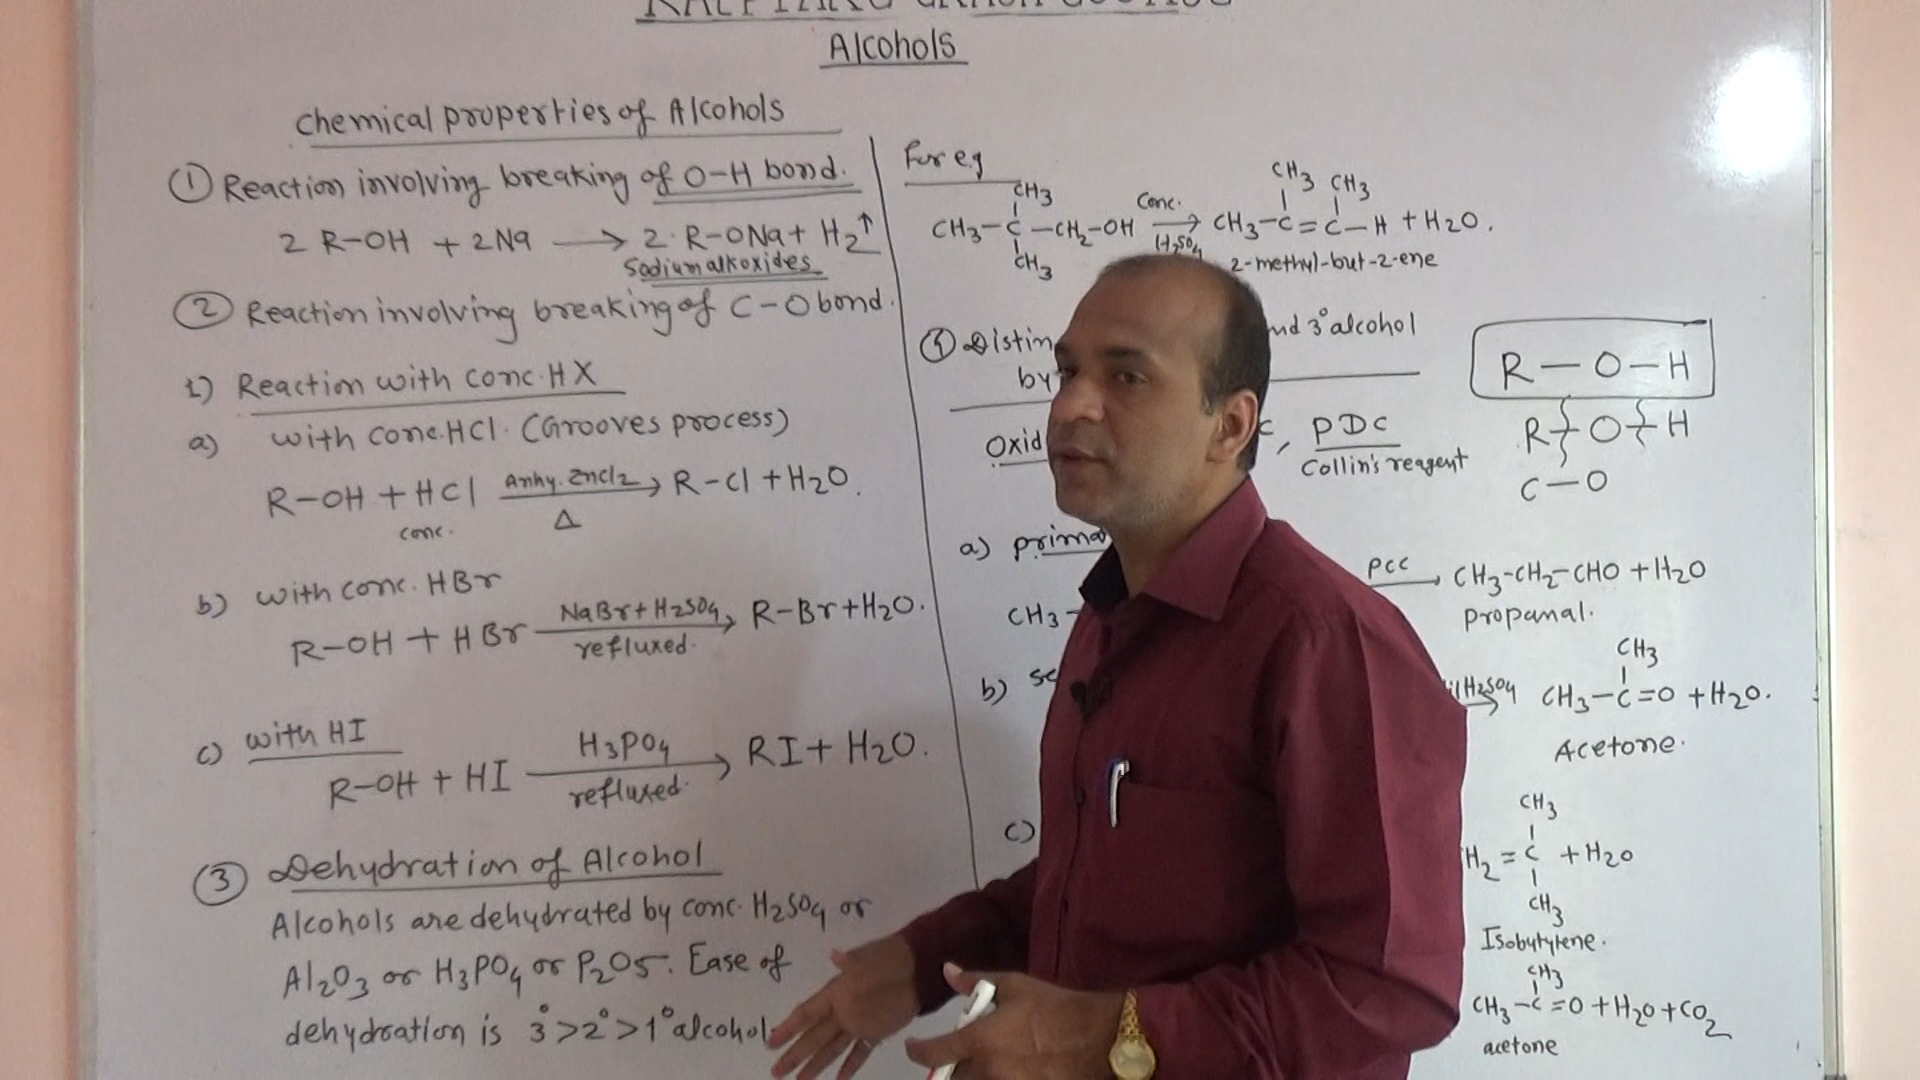 Alcohols
Chemical properties of Alcohols
① Reaction involving breaking of O-H bond.
2 R-OH + 2Na ⟶ 2 R-ONa + H2↑
Sodium alkoxides
② Reaction involving breaking of C-O bond.
1) Reaction with conc. HX
a) with conc. HCl. (Grooves process)
R-OH + HCl ⟶ R-Cl + H2O.
Anhy. ZnCl2
Δ
conc.
b) with conc. HBr
R-OH + HBr ⟶ R-Br + H2O.
NaBr + H2SO4
refluxed.
c) with HI
R-OH + HI ⟶ RI + H2O.
H3PO4
refluxed.
③ Dehydration of Alcohol
Alcohols are dehydrated by conc. H2SO4 or
Al2O3 or H3PO4 or P2O5. Ease of
dehydration is 3° > 2° > 1° alcohol
For eg
CH3
CH3-C-CH2-OH
CH3
Conc.
H2SO4
CH3 CH3
CH3-C=C-H + H2O.
2-methyl-but-2-ene
④ 3° alcohol
by
, PDC
Collin's reagent
R-O-H
R-O-H
C-O
a)
CH3-
PCC
CH3-CH2-CHO + H2O
propanal.
b)
H2SO4
CH3
CH3-C=O + H2O.
Acetone.
c)
CH3
H2=C + H2O
CH3
Isobutylene.
CH3
CH3-C=O + H2O + CO2
acetone